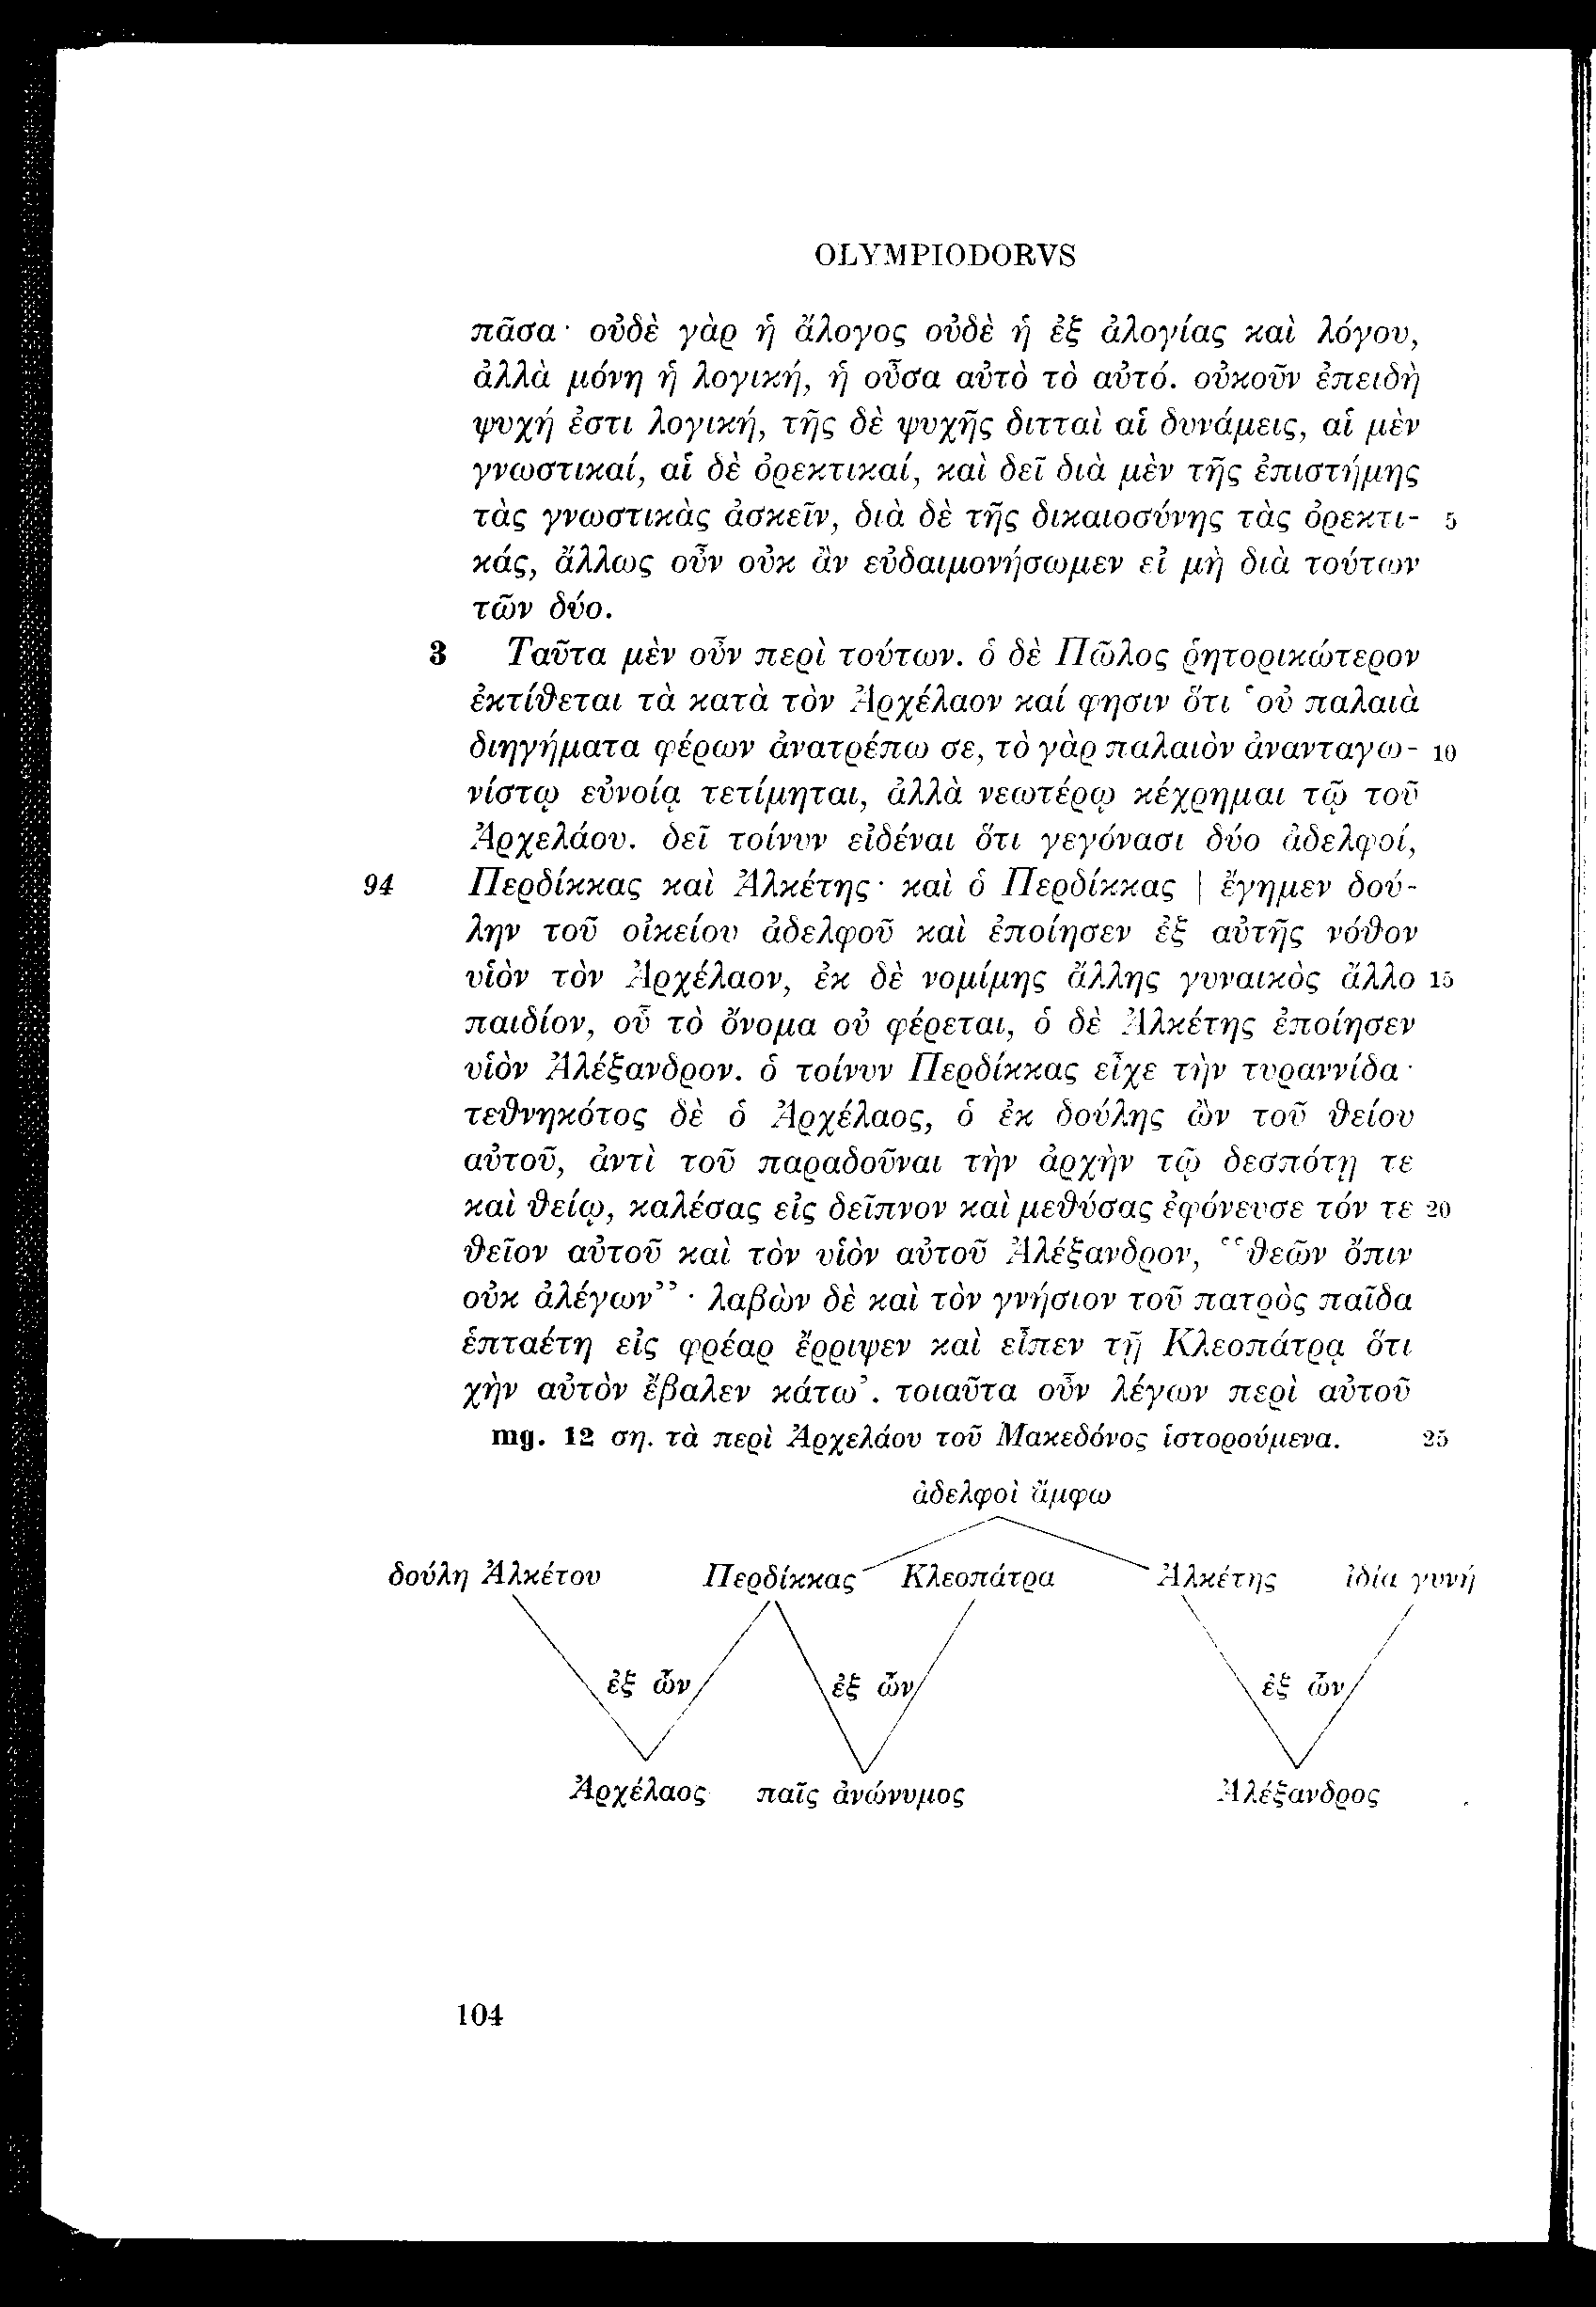 OLYMPIODORVS
πᾶσα· οὐδὲ γὰρ ἡ ἄλογος οὐδὲ ἡ ἐξ ἀλογίας καὶ λόγου,
ἀλλὰ μόνη ἡ λογική, ἡ οὖσα αὐτὸ τὸ αὐτό. οὐκοῦν ἐπειδὴ
ψυχή ἐστι λογική, τῆς δὲ ψυχῆς διτταὶ αἱ δυνάμεις, αἱ μὲν
γνωστικαί, αἱ δὲ ὀρεκτικαί, καὶ δεῖ διὰ μὲν τῆς ἐπιστήμης
τὰς γνωστικὰς ἀσκεῖν, διὰ δὲ τῆς δικαιοσύνης τὰς ὀρεκτι- 5
κάς, ἄλλως οὖν οὐκ ἂν εὐδαιμονήσωμεν εἰ μὴ διὰ τούτων
τῶν δύο.
3 Ταῦτα μὲν οὖν περὶ τούτων. ὁ δὲ Πῶλος ῥητορικώτερον
ἐκτίθεται τὰ κατὰ τὸν Ἀρχέλαον καί φησιν ὅτι ‘οὐ παλαιὰ
διηγήματα φέρων ἀνατρέπω σε, τὸ γὰρ παλαιὸν ἀνανταγω- 10
νίστῳ εὐνοίᾳ τετίμηται, ἀλλὰ νεωτέρῳ κέχρημαι τῷ τοῦ
Ἀρχελάου. δεῖ τοίνυν εἰδέναι ὅτι γεγόνασι δύο ἀδελφοί,
94 Περδίκκας καὶ Ἀλκέτης· καὶ ὁ Περδίκκας | ἔγημεν δού-
λην τοῦ οἰκείου ἀδελφοῦ καὶ ἐποίησεν ἐξ αὐτῆς νόθον
υἱὸν τὸν Ἀρχέλαον, ἐκ δὲ νομίμης ἄλλης γυναικὸς ἄλλο 15
παιδίον, οὗ τὸ ὄνομα οὐ φέρεται, ὁ δὲ Ἀλκέτης ἐποίησεν
υἱὸν Ἀλέξανδρον. ὁ τοίνυν Περδίκκας εἶχε τὴν τυραννίδα·
τεθνηκότος δὲ ὁ Ἀρχέλαος, ὁ ἐκ δούλης ὢν τοῦ θείου
αὐτοῦ, ἀντὶ τοῦ παραδοῦναι τὴν ἀρχὴν τῷ δεσπότῃ τε
καὶ θείῳ, καλέσας εἰς δεῖπνον καὶ μεθύσας ἐφόνευσε τόν τε 20
θεῖον αὐτοῦ καὶ τὸν υἱὸν αὐτοῦ Ἀλέξανδρον, “θεῶν ὄπιν
οὐκ ἀλέγων”· λαβὼν δὲ καὶ τὸν γνήσιον τοῦ πατρὸς παῖδα
ἑπταέτη εἰς φρέαρ ἔρριψεν καὶ εἶπεν τῇ Κλεοπάτρᾳ ὅτι
χὴν αὐτὸν ἔβαλεν κάτω’. τοιαῦτα οὖν λέγων περὶ αὐτοῦ
mg. 12 ση. τὰ περὶ Ἀρχελάου τοῦ Μακεδόνος ἱστορούμενα. 25
ἀδελφοὶ ἄμφω
δούλη Ἀλκέτου Περδίκκας Κλεοπάτρα Ἀλκέτης ἰδία γυνή
ἐξ ὧν ἐξ ὧν ἐξ ὧν
Ἀρχέλαος παῖς ἀνώνυμος Ἀλέξανδρος
104